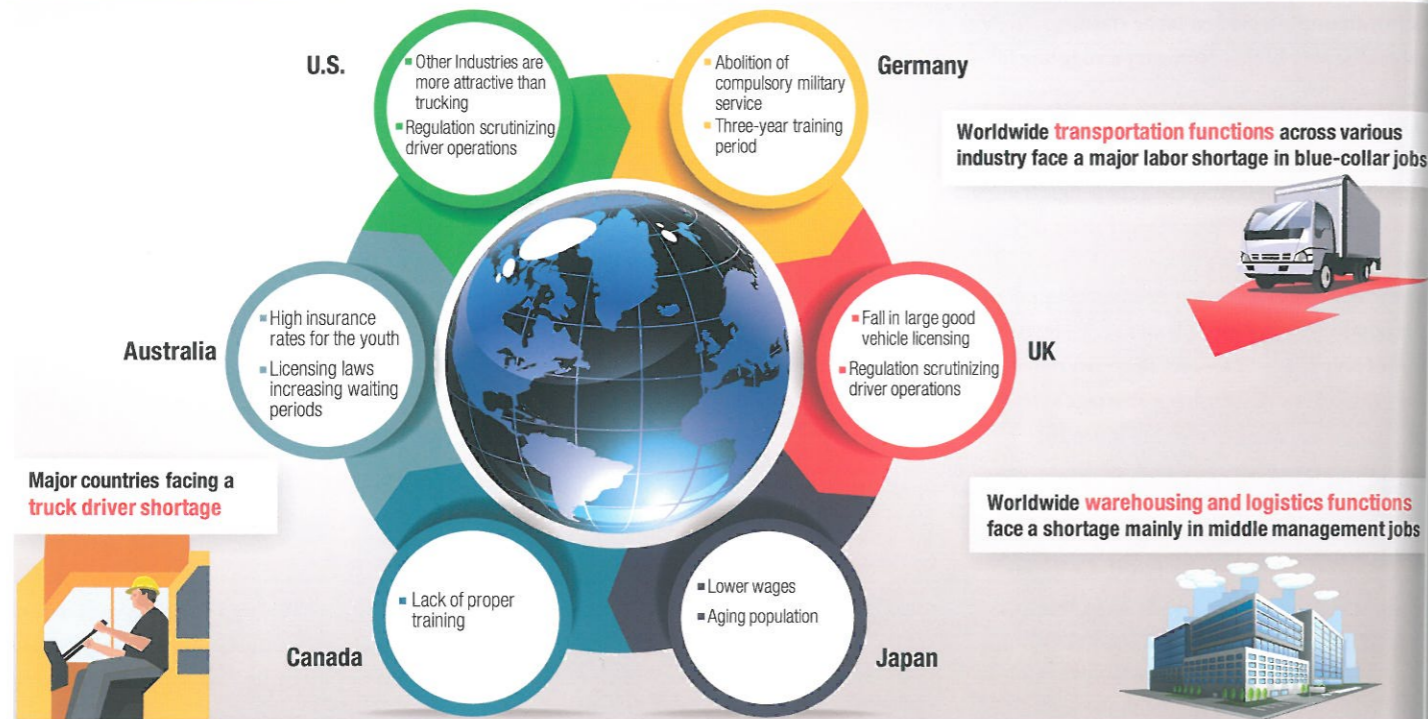 U.S.
Other Industries are
more attractive than
trucking
Regulation scrutinizing
driver operations
Abolition of
compulsory military
service
Three-year training
period
Germany
Worldwide transportation functions across various
industry face a major labor shortage in blue-collar jobs
Australia
High insurance
rates for the youth
Licensing laws
increasing waiting
periods
Fall in large good
vehicle licensing
Regulation scrutinizing
driver operations
UK
Major countries facing a
truck driver shortage
Worldwide warehousing and logistics functions
face a shortage mainly in middle management jobs
Canada
Lack of proper
training
Lower wages
Aging population
Japan